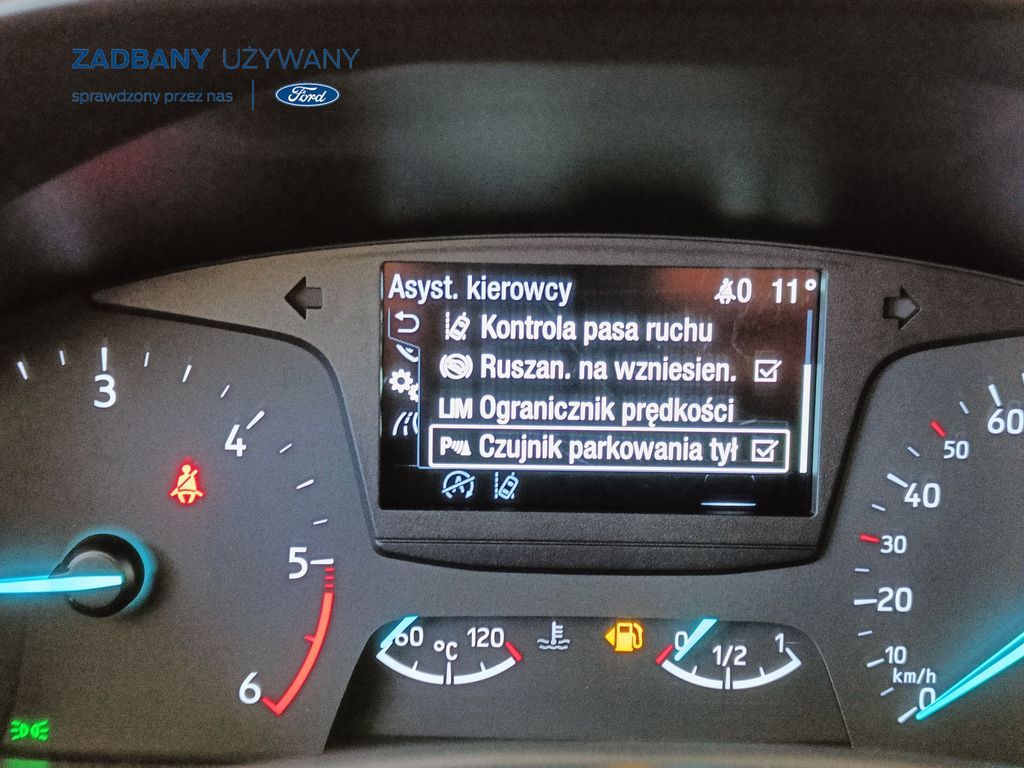 ZADBANY UŻYWANY
sprawdzony przez nas
Ford
Asyst. kierowcy 0 11°
Kontrola pasa ruchu
Ruszan. na wzniesien.
LIM Ogranicznik prędkości
P Czujnik parkowania tył
A
3
4
5
6
60 °C 120
0 1/2 1
60
50
40
30
20
10
km/h
0